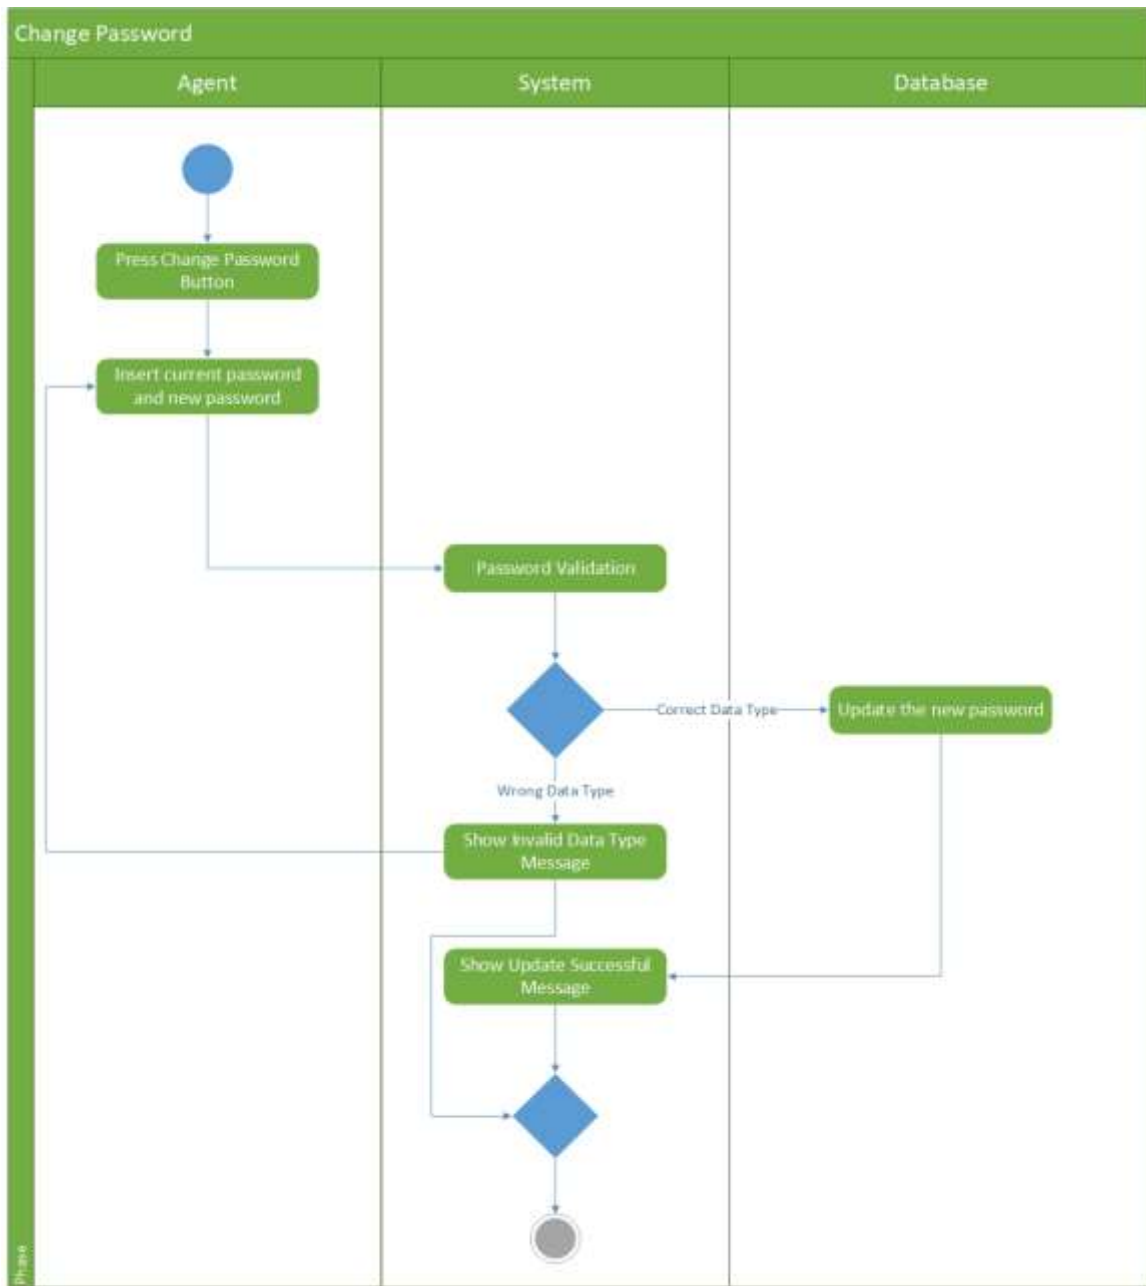 Change Password
Agent
System
Database
Press Change Password
Button
Insert current password
and new password
Password Validation
Correct Data Type
Update the new password
Wrong Data Type
Show Invalid Data Type
Message
Show Update Successful
Message
Phase